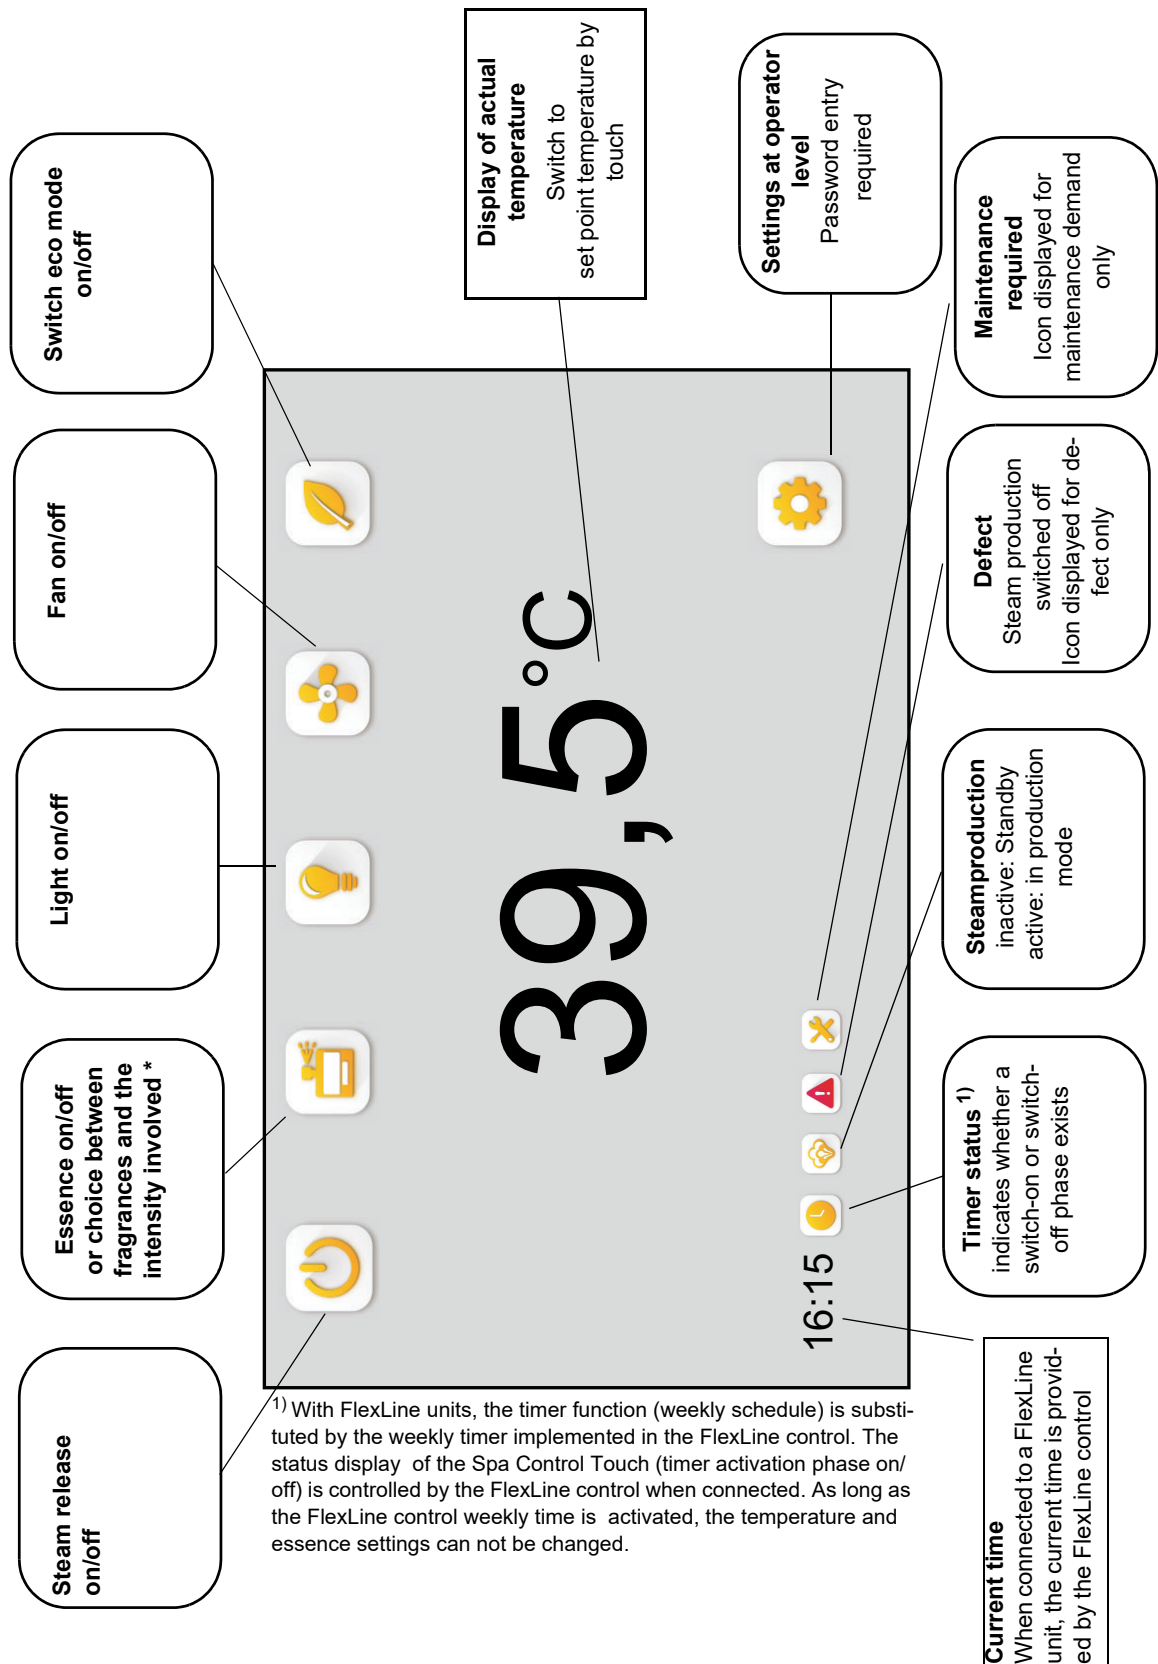 Steam release
on/off
Essence on/off
or choice between
fragrances and the
intensity involved *
Light on/off
Fan on/off
Switch eco mode
on/off
Display of actual
temperature
Switch to
set point temperature by
touch
39,5°C
Settings at operator
level
Password entry
required
16:15
Current time
When connected to a FlexLine
unit, the current time is provid-
ed by the FlexLine control
Timer status 1)
indicates whether a
switch-on or switch-
off phase exists
Steamproduction
inactive: Standby
active: in production
mode
Defect
Steam production
switched off
Icon displayed for de-
fect only
Maintenance
required
Icon displayed for
maintenance demand
only
1) With FlexLine units, the timer function (weekly schedule) is substi-
tuted by the weekly timer implemented in the FlexLine control. The
status display of the Spa Control Touch (timer activation phase on/
off) is controlled by the FlexLine control when connected. As long as
the FlexLine control weekly time is activated, the temperature and
essence settings can not be changed.